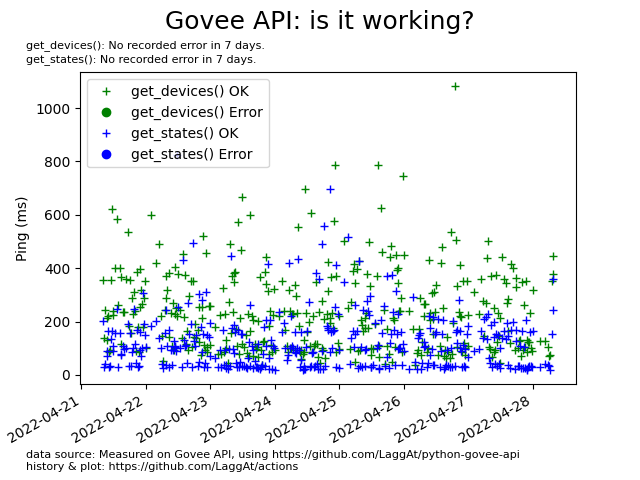 Govee API: is it working?
get_devices(): No recorded error in 7 days.
get_states(): No recorded error in 7 days.
get_devices() OK
get_devices() Error
get_states() OK
get_states() Error
Ping (ms)
1000
800
600
400
200
0
2022-04-21
2022-04-22
2022-04-23
2022-04-24
2022-04-25
2022-04-26
2022-04-27
2022-04-28
data source: Measured on Govee API, using https://github.com/LaggAt/python-govee-api
history & plot: https://github.com/LaggAt/actions